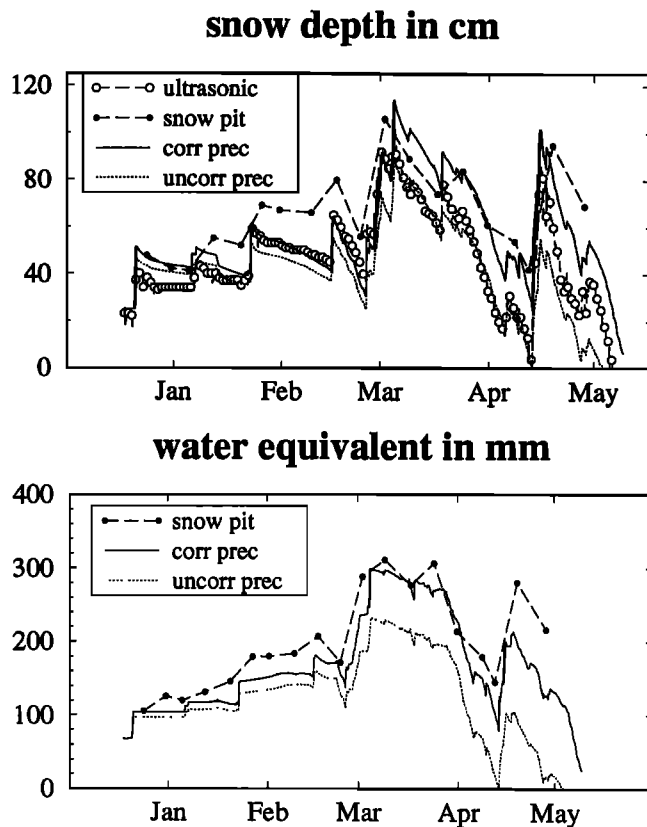 snow depth in cm
120
80
40
0
ultrasonic
snow pit
corr prec
uncorr prec
Jan Feb Mar Apr May
water equivalent in mm
400
300
200
100
0
snow pit
corr prec
uncorr prec
Jan Feb Mar Apr May